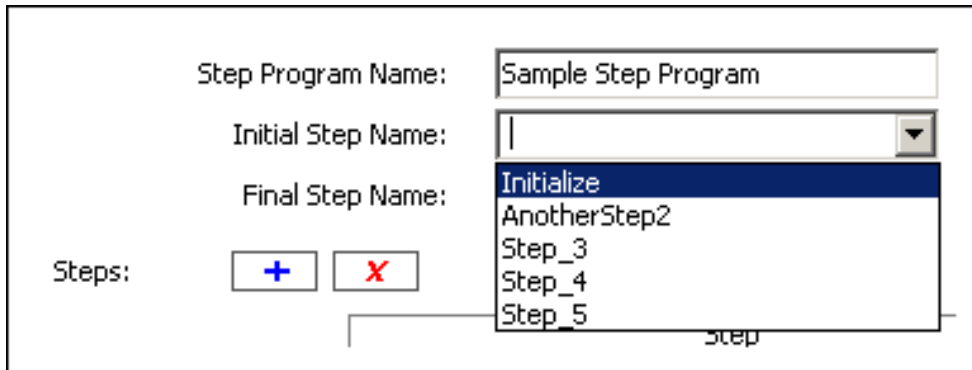 Step Program Name: Sample Step Program
Initial Step Name:
Initialize
Final Step Name:
AnotherStep2
Step_3
Steps: + x
Step_4
Step_5
Step